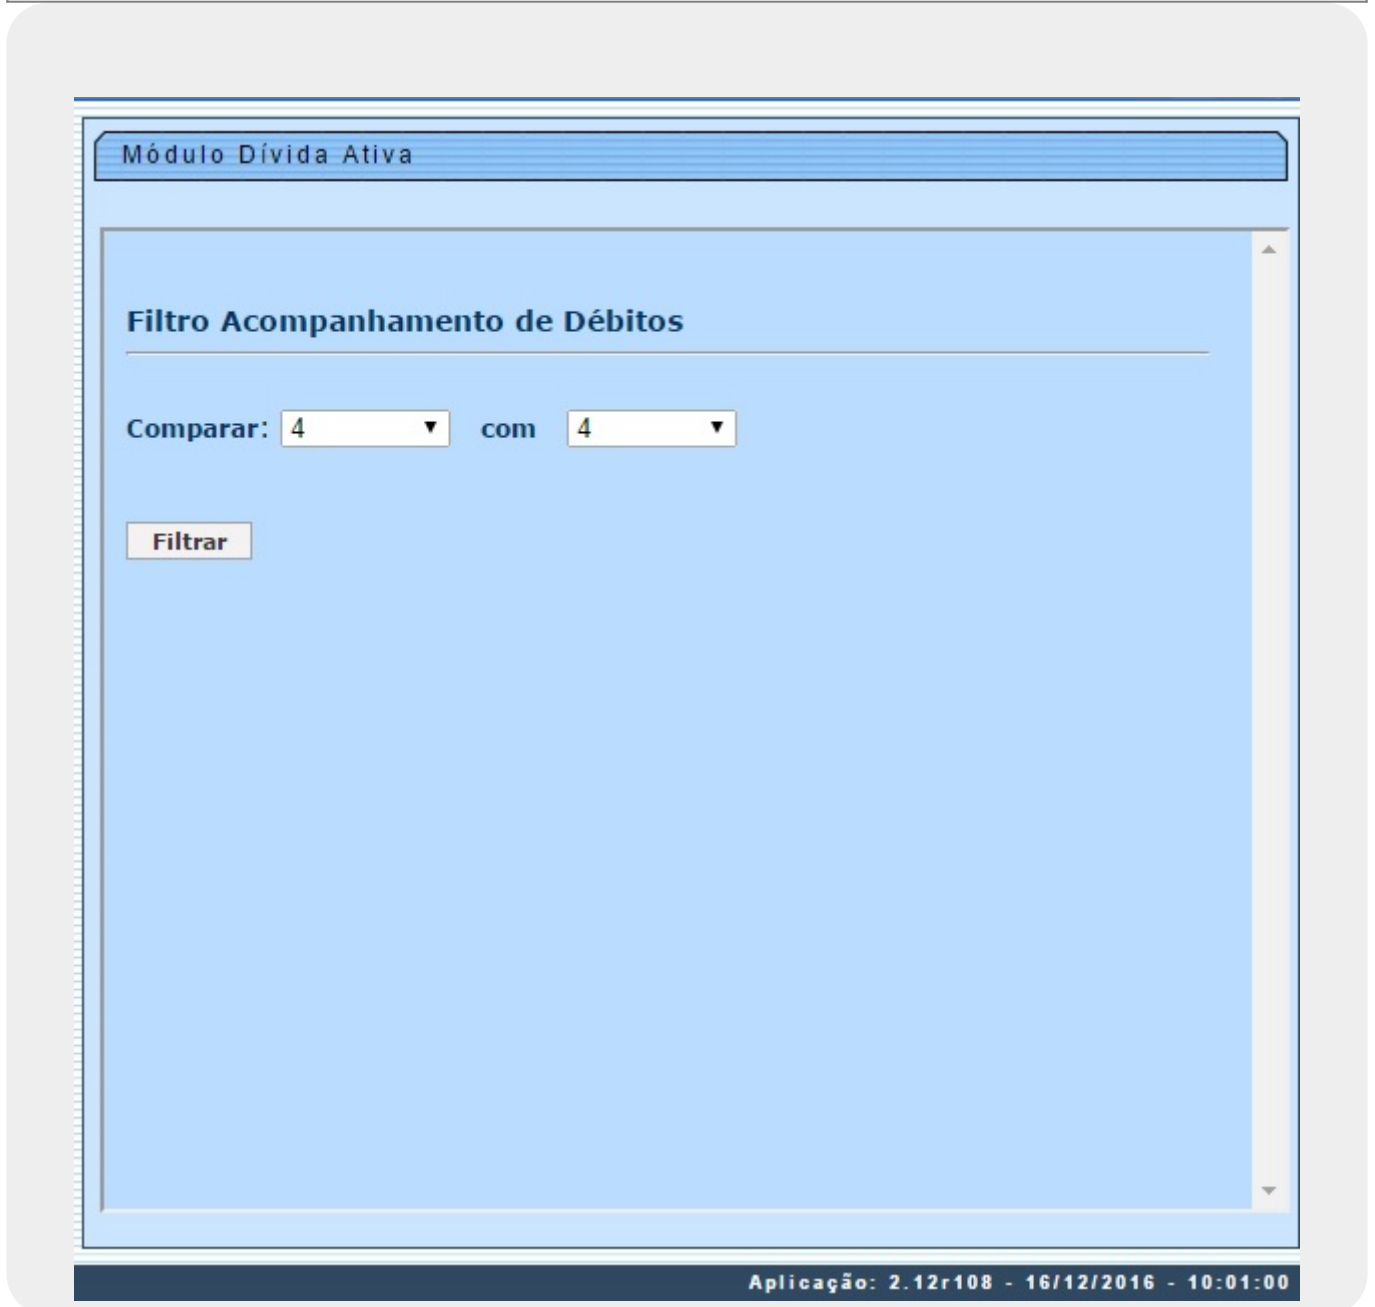 Módulo Dívida Ativa
Filtro Acompanhamento de Débitos
Comparar: 4 com 4
Filtrar
Aplicação: 2.12r108 - 16/12/2016 - 10:01:00